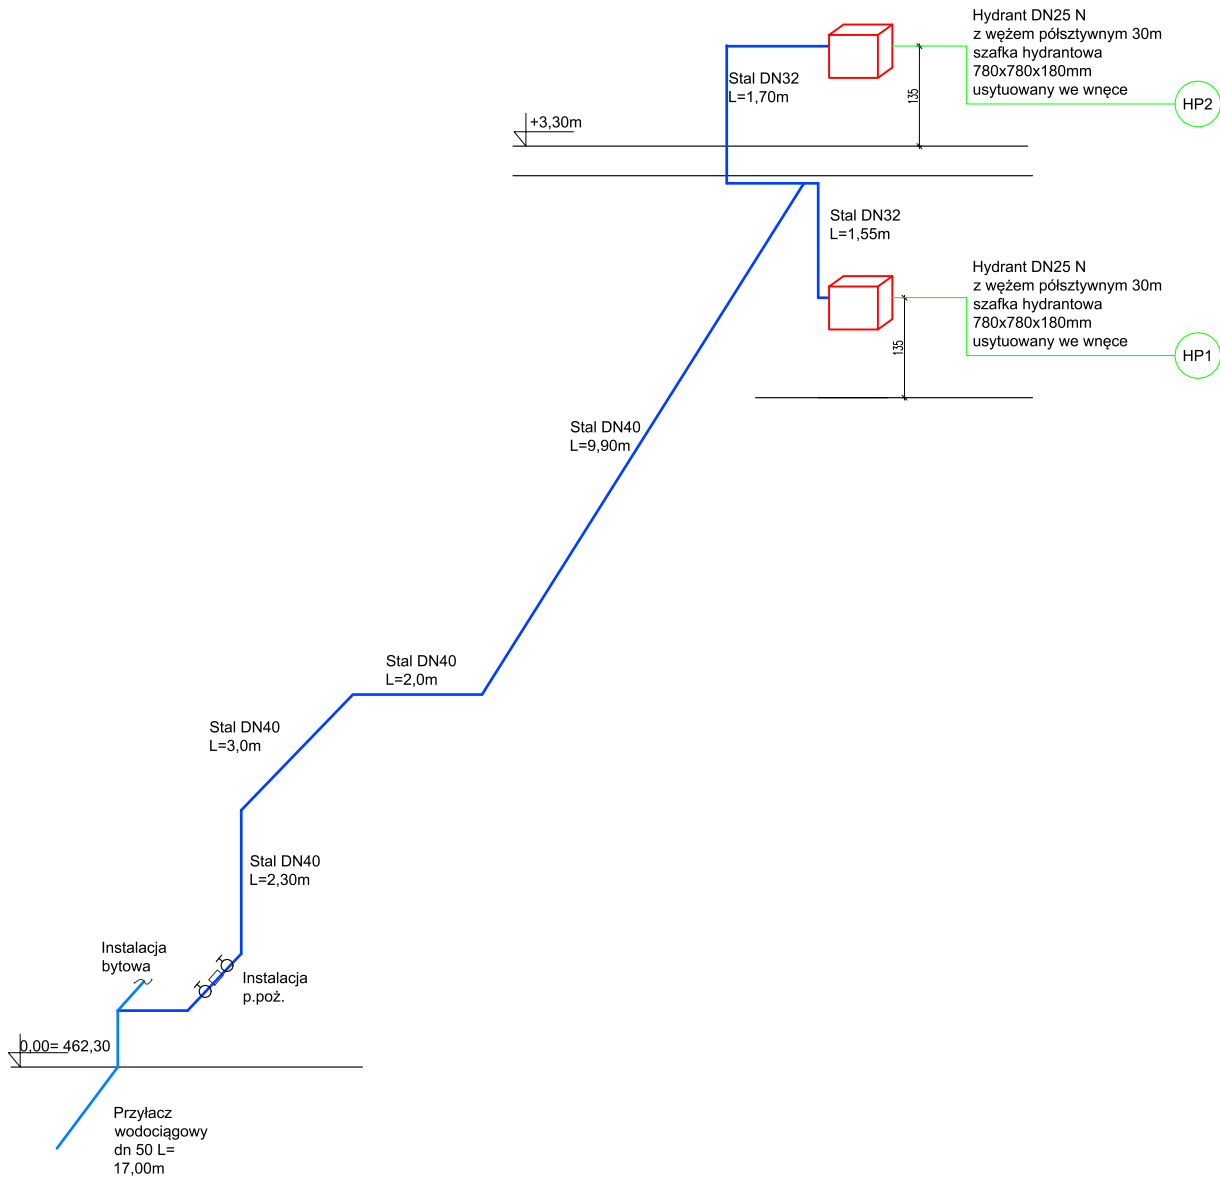 Hydrant DN25 N
z wężem półsztywnym 30m
szafka hydrantowa
780x780x180mm
usytuowany we wnęce
HP2
Stal DN32
L=1,70m
135
+3,30m
Stal DN32
L=1,55m
Hydrant DN25 N
z wężem półsztywnym 30m
szafka hydrantowa
780x780x180mm
usytuowany we wnęce
HP1
135
Stal DN40
L=9,90m
Stal DN40
L=2,0m
Stal DN40
L=3,0m
Stal DN40
L=2,30m
Instalacja
bytowa
Instalacja
p.poż.
0,00= 462,30
Przyłacz
wodociągowy
dn 50 L=
17,00m